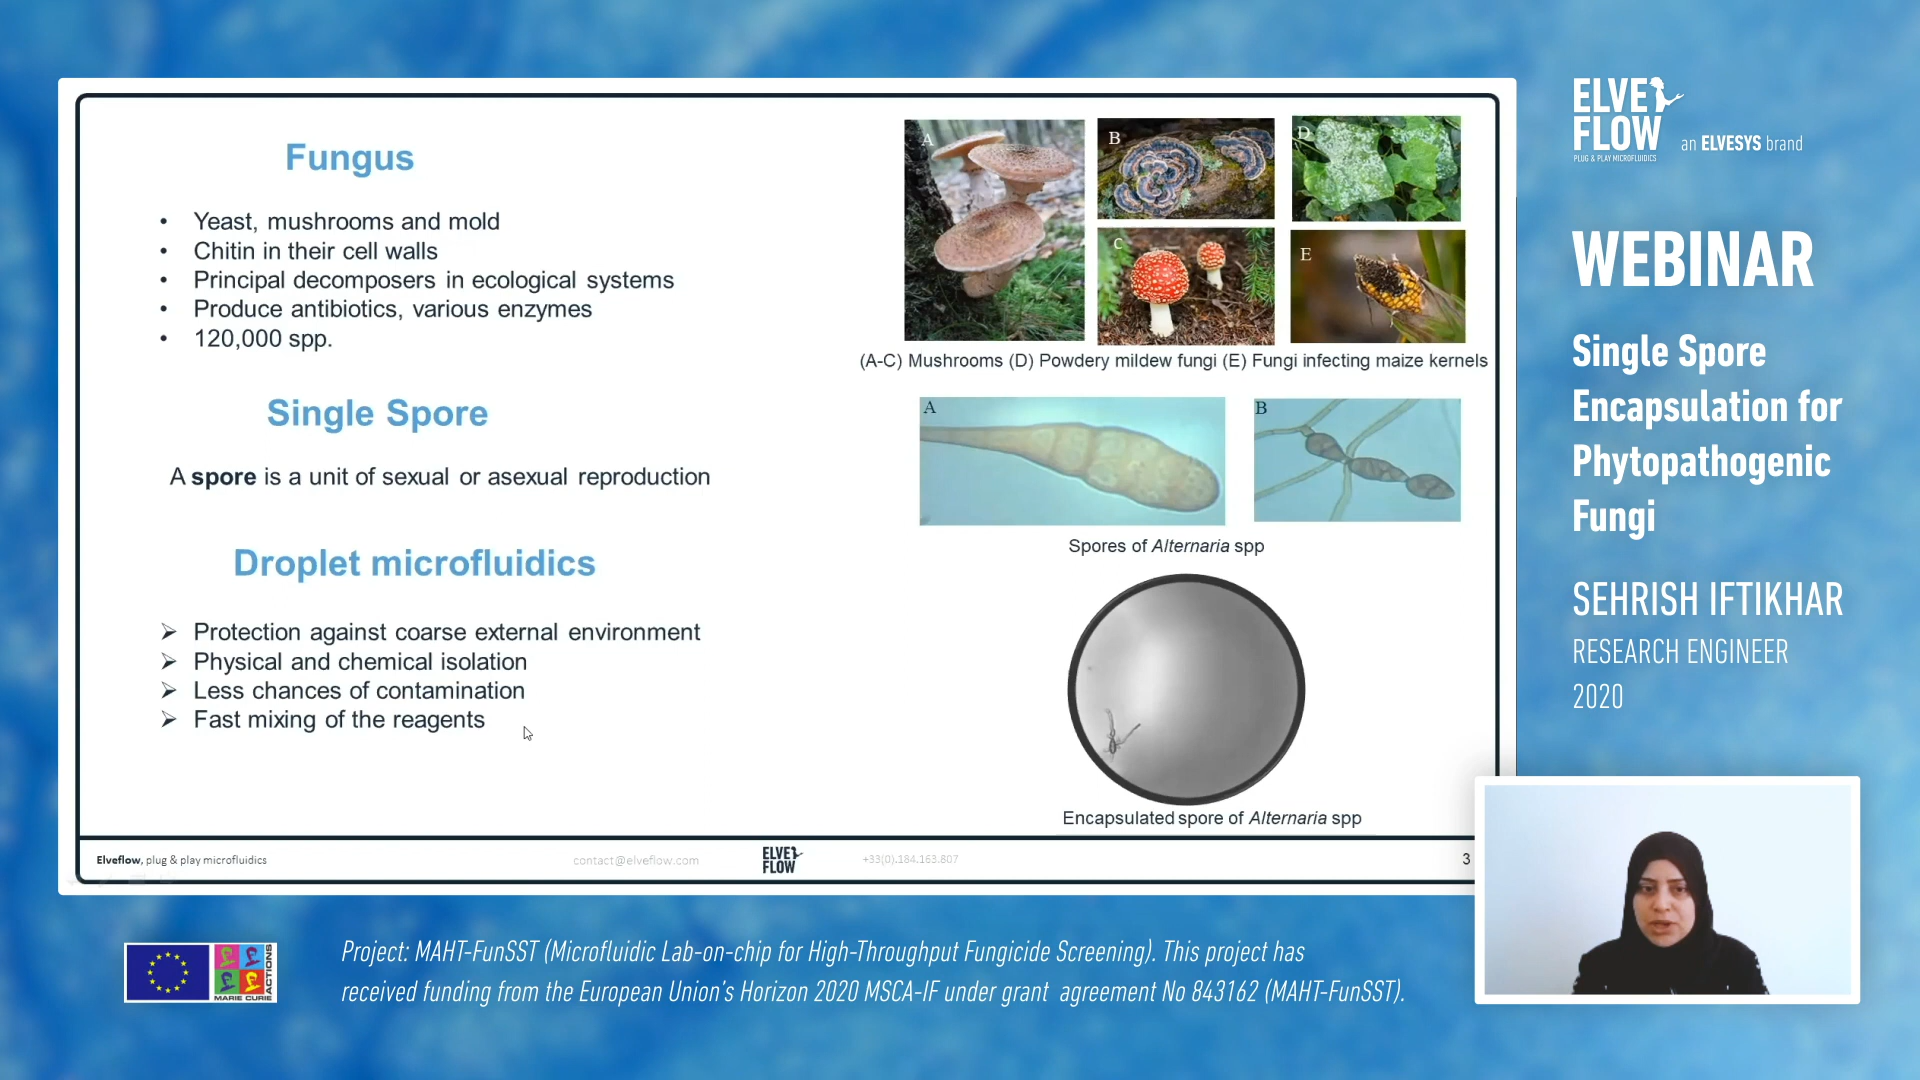 Fungus
• Yeast, mushrooms and mold
• Chitin in their cell walls
• Principal decomposers in ecological systems
• Produce antibiotics, various enzymes
• 120,000 spp.
A
B
D
C
E
(A-C) Mushrooms (D) Powdery mildew fungi (E) Fungi infecting maize kernels
Single Spore
A spore is a unit of sexual or asexual reproduction
A
B
Spores of Alternaria spp
Droplet microfluidics
➢ Protection against coarse external environment
➢ Physical and chemical isolation
➢ Less chances of contamination
➢ Fast mixing of the reagents
Encapsulated spore of Alternaria spp
Elveflow, plug & play microfluidics
contact@elveflow.com
ELVE
FLOW
+33(0).184.163.807
3
ELVE
FLOW
PLUG & PLAY MICROFLUIDICS
an ELVESYS brand
WEBINAR
Single Spore
Encapsulation for
Phytopathogenic
Fungi
SEHRISH IFTIKHAR
RESEARCH ENGINEER
2020
MARIE CURIE
ACTIONS
Project: MAHT-FunSST (Microfluidic Lab-on-chip for High-Throughput Fungicide Screening). This project has
received funding from the European Union's Horizon 2020 MSCA-IF under grant agreement No 843162 (MAHT-FunSST).